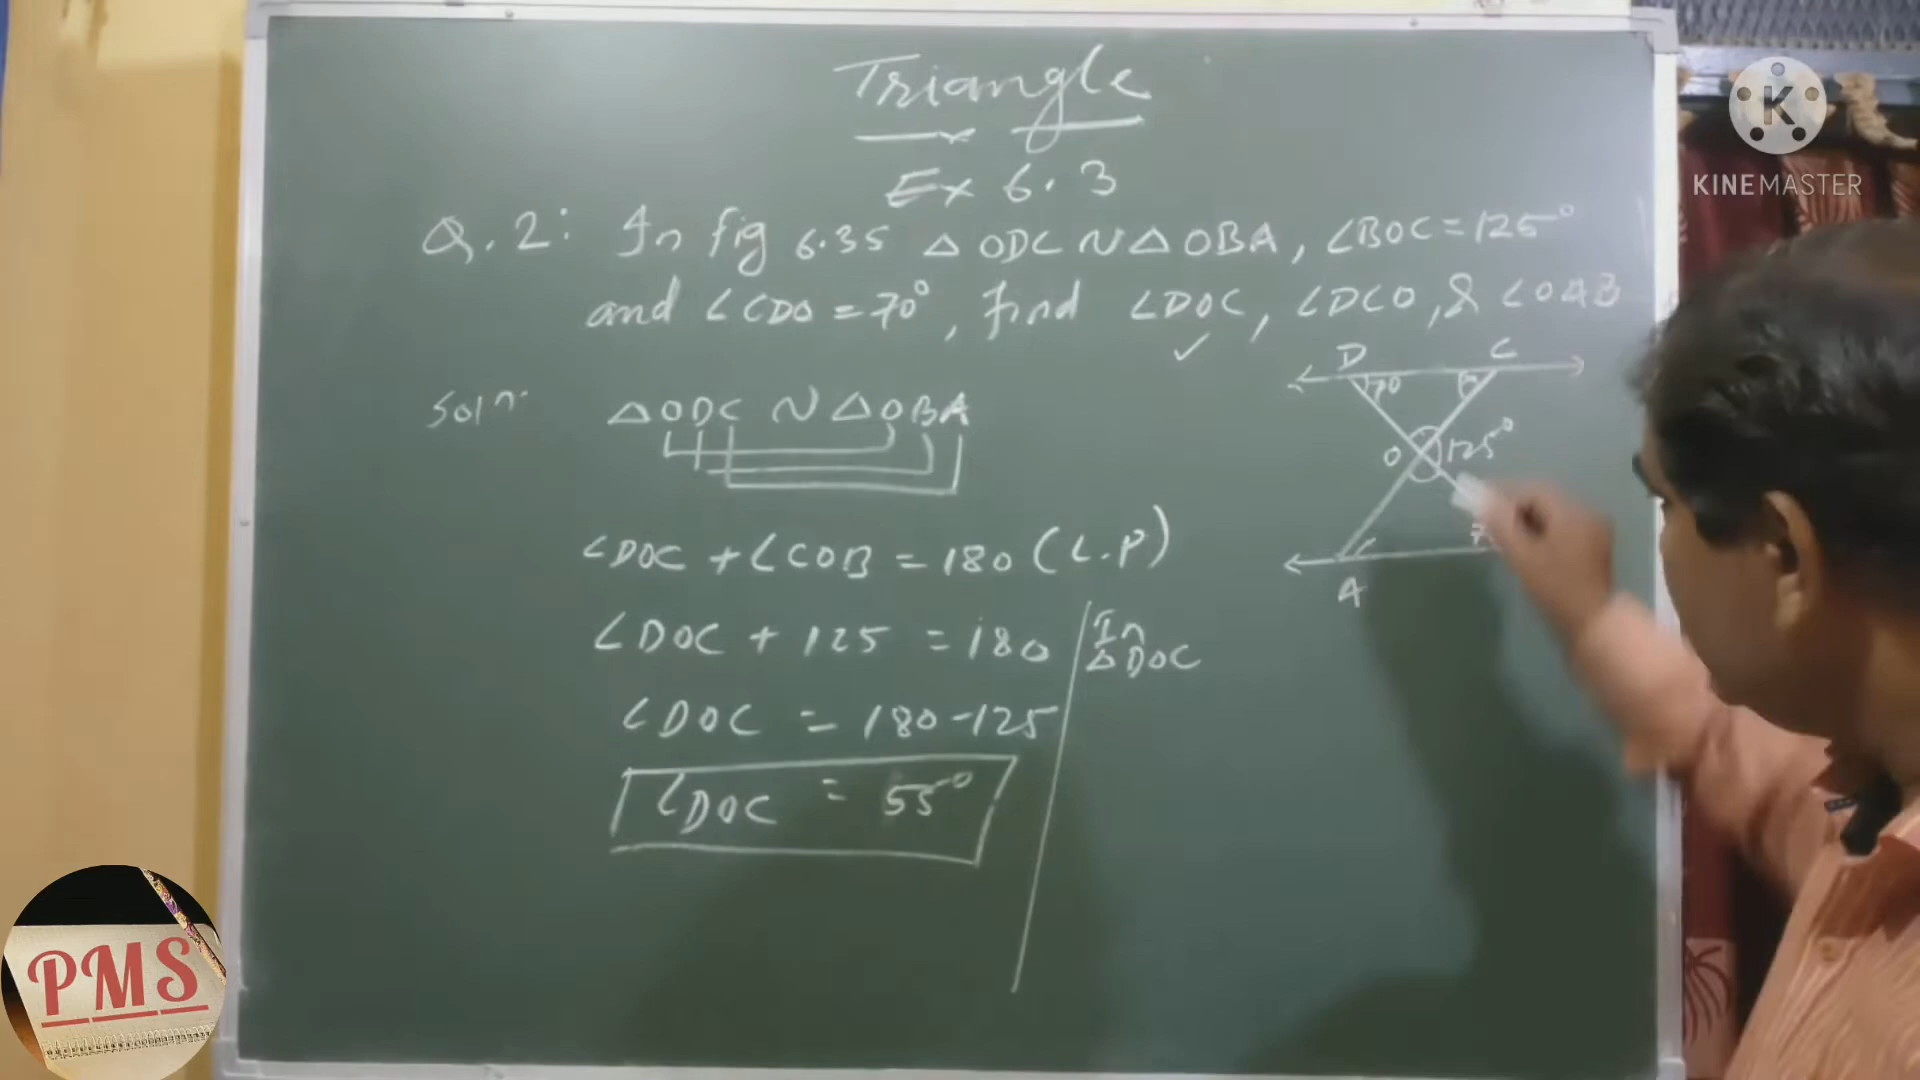 Triangle
Ex 6.3
Q.2: In fig 6.35 △ ODC ~ △ OBA, ∠BOC = 125°
and ∠CDO = 70°, find ∠DOC, ∠DCO, & ∠OAB
✓
Soln. △ ODC ~ △ OBA
∠DOC + ∠COB = 180 (L.P)
∠DOC + 125 = 180
∠DOC = 180 - 125
∠DOC = 55°
In
△ DOC
D C
70
O 125°
A
KINEMASTER
PMS